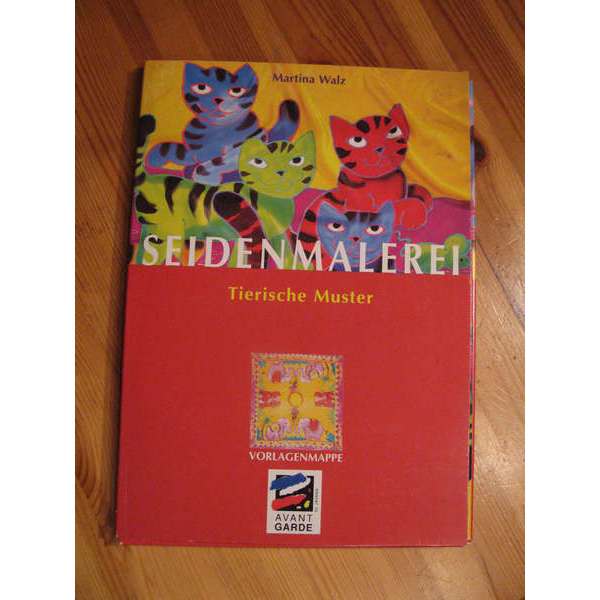 Martina Walz
SEIDENMALEREI
Tierische Muster
VORLAGENMAPPE
AVANT
GARDE